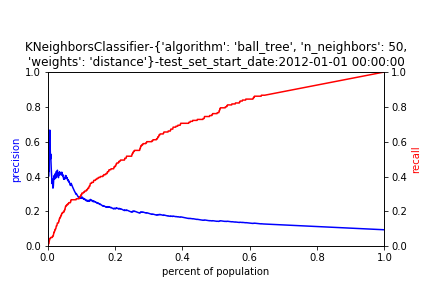 KNeighborsClassifier-{'algorithm': 'ball_tree', 'n_neighbors': 50,
'weights': 'distance'}-test_set_start_date:2012-01-01 00:00:00
1.0
0.8
0.6
0.4
0.2
0.0
precision
1.0
0.8
0.6
0.4
0.2
0.0
recall
0.0 0.2 0.4 0.6 0.8 1.0
percent of population